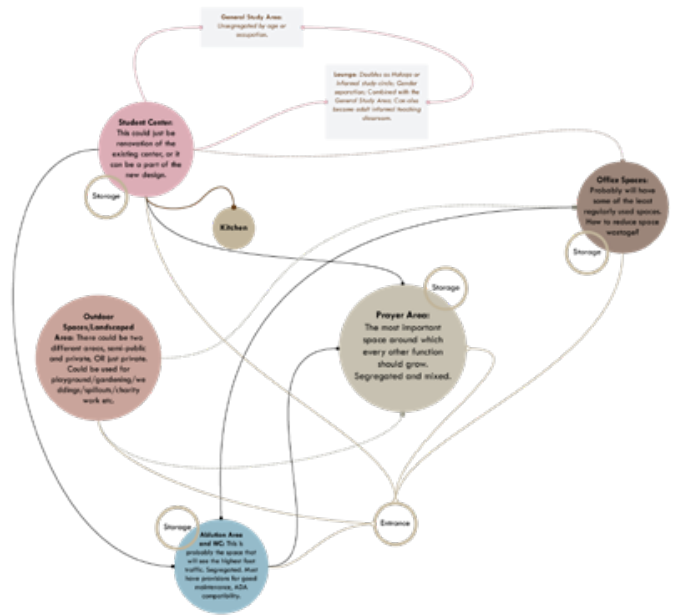 General Study Area:
Unsegregated by age or
occupation.
Lounge: Doubles as Halaqa or
informal study circle; Gender
separation; Combined with the
General Study Area; Can also
become adult informal teaching
classroom.
Student Center:
This could just be
renovation of the
existing center, or it
can be a part of the
new design.
Storage
Kitchen
Office Spaces:
Probably will have
some of the least
regularly used spaces.
How to reduce space
wastage?
Storage
Storage
Prayer Area:
The most important
space around which
every other function
should grow.
Segregated and mixed.
Outdoor
Spaces/Landscaped
Area: There could be two
different areas, semi-public
and private, OR just private.
Could be used for
playground/gardening/we
ddings/spillouts/charity
work etc.
Entrance
Storage
Ablution Area
and WC: This is
probably the space that
will see the highest foot
traffic. Segregated. Must
have provisions for good
maintenance, ADA
compatibility.